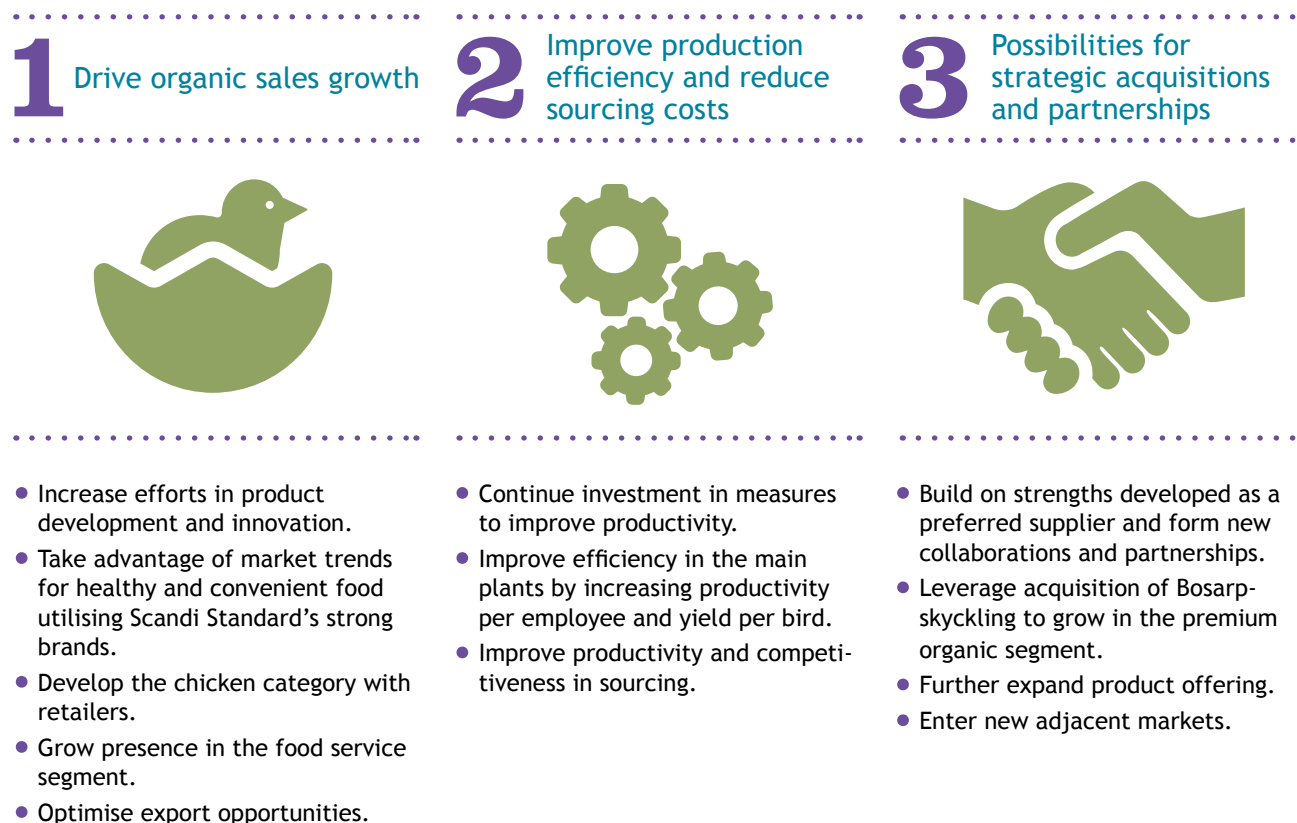 1 Drive organic sales growth
2 Improve production
efficiency and reduce
sourcing costs
3 Possibilities for
strategic acquisitions
and partnerships
• Increase efforts in product
development and innovation.
• Take advantage of market trends
for healthy and convenient food
utilising Scandi Standard’s strong
brands.
• Develop the chicken category with
retailers.
• Grow presence in the food service
segment.
• Optimise export opportunities.
• Continue investment in measures
to improve productivity.
• Improve efficiency in the main
plants by increasing productivity
per employee and yield per bird.
• Improve productivity and competi-
tiveness in sourcing.
• Build on strengths developed as a
preferred supplier and form new
collaborations and partnerships.
• Leverage acquisition of Bosarp-
skyckling to grow in the premium
organic segment.
• Further expand product offering.
• Enter new adjacent markets.